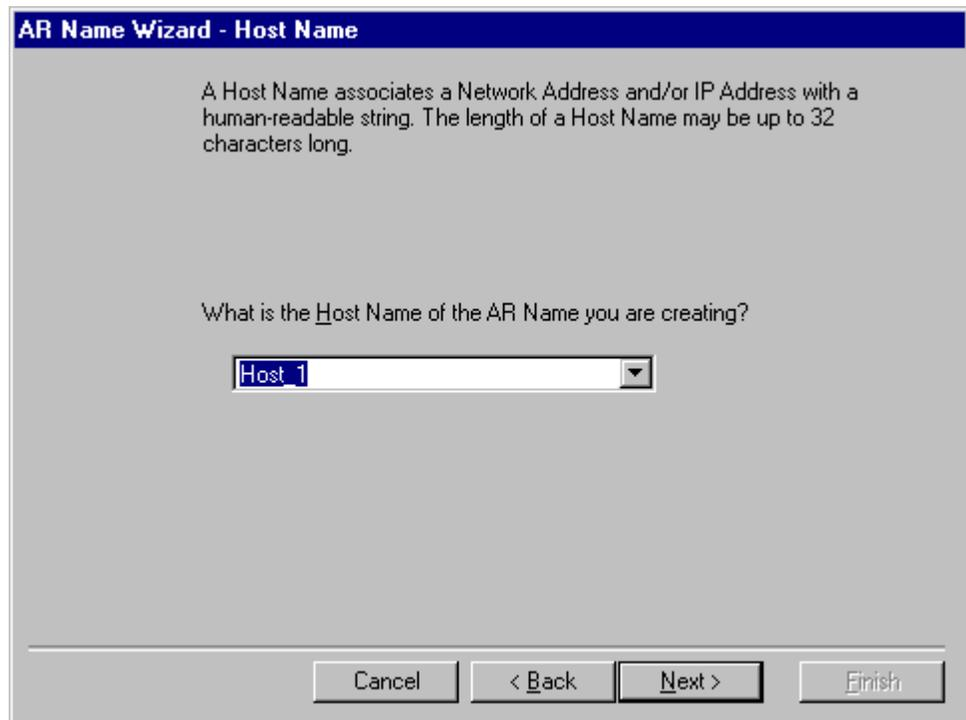 AR Name Wizard - Host Name
A Host Name associates a Network Address and/or IP Address with a
human-readable string. The length of a Host Name may be up to 32
characters long.
What is the Host Name of the AR Name you are creating?
Host_1
Cancel < Back Next > Finish